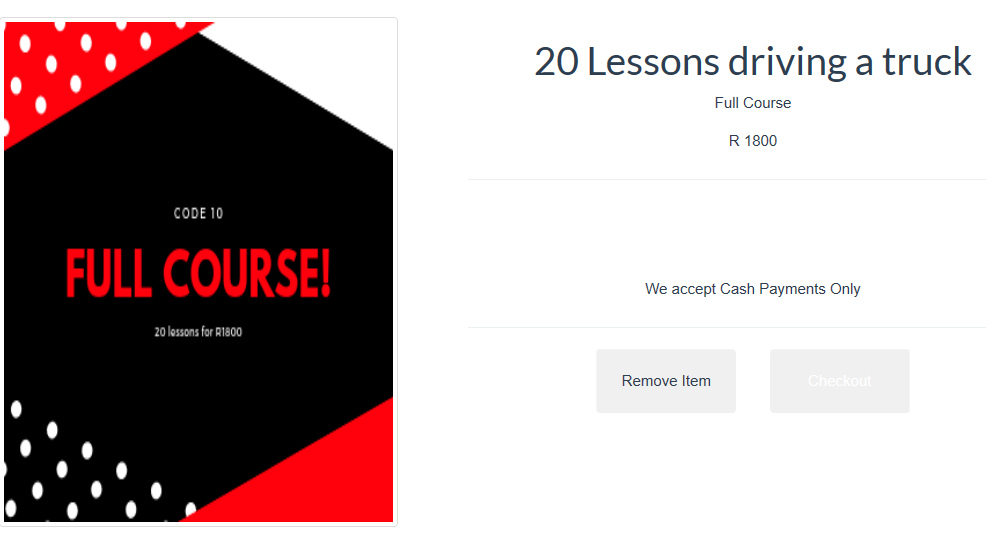 CODE 10
FULL COURSE!
20 lessons for R1800
20 Lessons driving a truck
Full Course
R 1800
We accept Cash Payments Only
Remove Item
Checkout